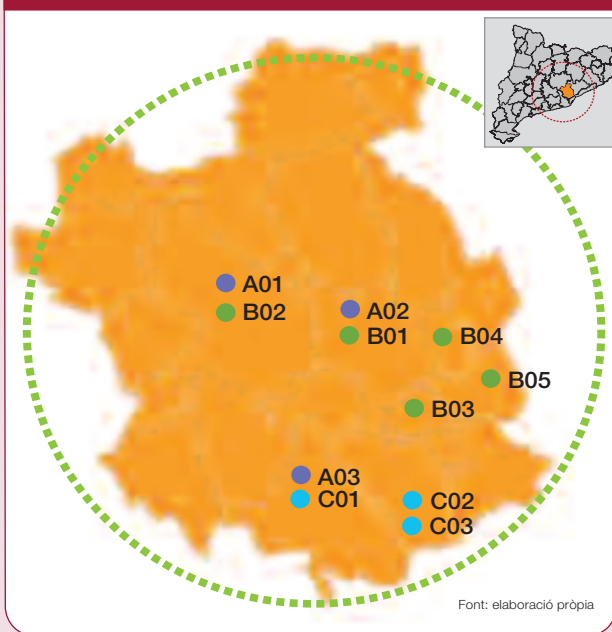 A01
B02
A02
B01
B04
B05
B03
A03
C01
C02
C03
Font: elaboració pròpia